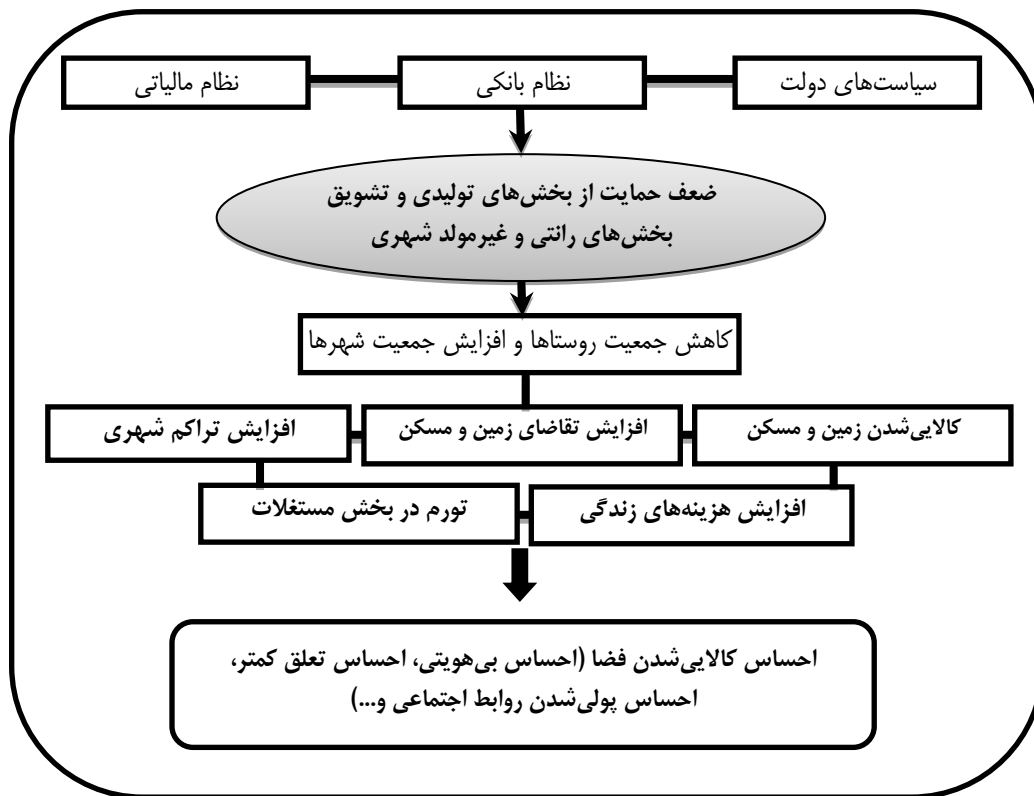 سیاست‌های دولت
نظام بانکی
نظام مالیاتی
ضعف حمایت از بخش‌های تولیدی و تشویق
بخش‌های رانتی و غیرمولد شهری
کاهش جمعیت روستاها و افزایش جمعیت شهرها
کالایی‌شدن زمین و مسکن
افزایش تقاضای زمین و مسکن
افزایش تراکم شهری
افزایش هزینه‌های زندگی
تورم در بخش مستغلات
احساس کالایی‌شدن فضا (احساس بی‌هویتی، احساس تعلق کمتر،
احساس پولی‌شدن روابط اجتماعی و...)